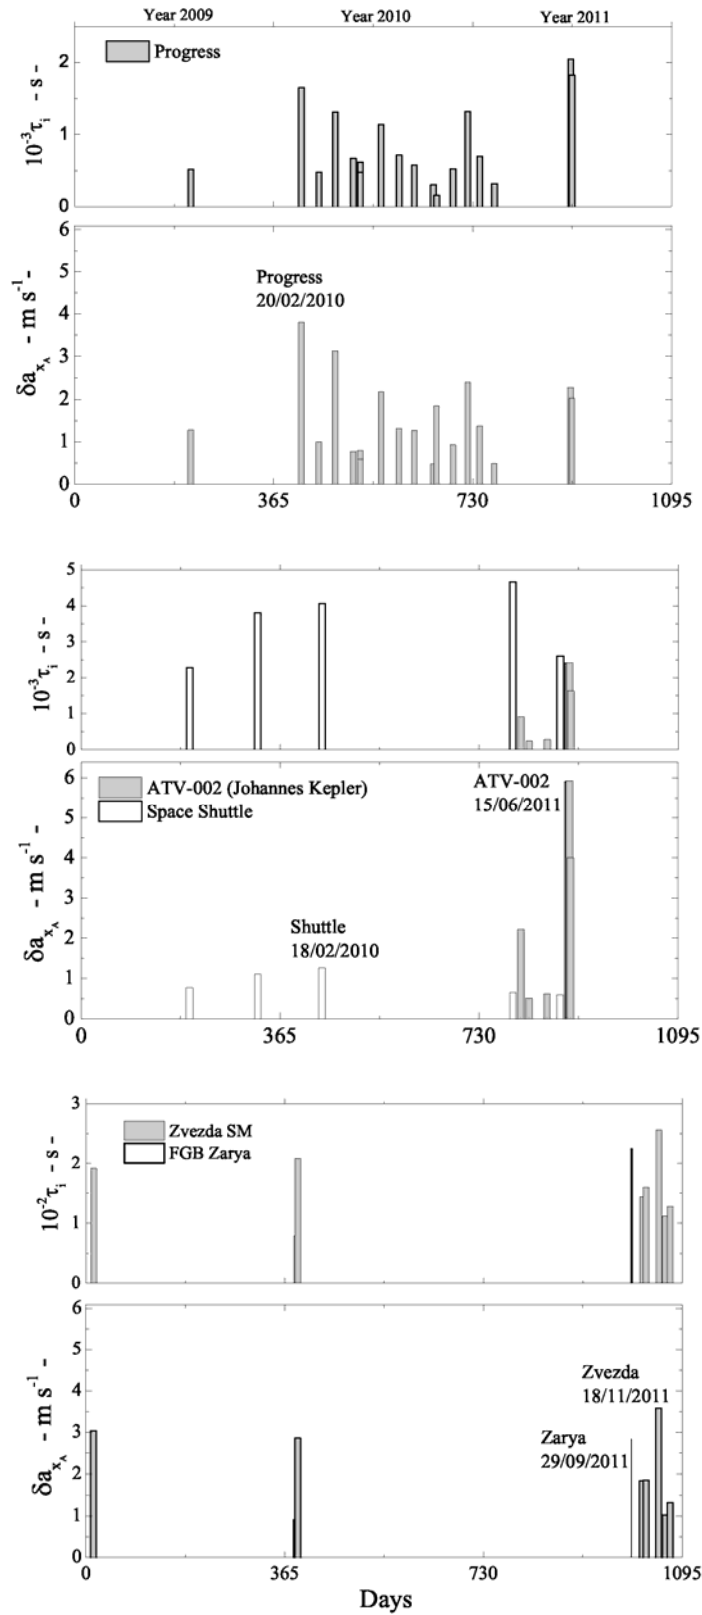 Year 2009 Year 2010 Year 2011
Progress
10⁻³τᵢ - s -
2
1
0
δa_{x_A} - m s⁻¹ -
6
5
4
3
2
1
0
Progress
20/02/2010
0 365 730 1095
10⁻³τᵢ - s -
5
4
3
2
1
0
δa_{x_A} - m s⁻¹ -
6
5
4
3
2
1
0
ATV-002 (Johannes Kepler)
Space Shuttle
ATV-002
15/06/2011
Shuttle
18/02/2010
0 365 730 1095
10⁻²τᵢ - s -
3
2
1
0
Zvezda SM
FGB Zarya
δa_{x_A} - m s⁻¹ -
6
5
4
3
2
1
0
Zvezda
18/11/2011
Zarya
29/09/2011
0 365 730 1095
Days